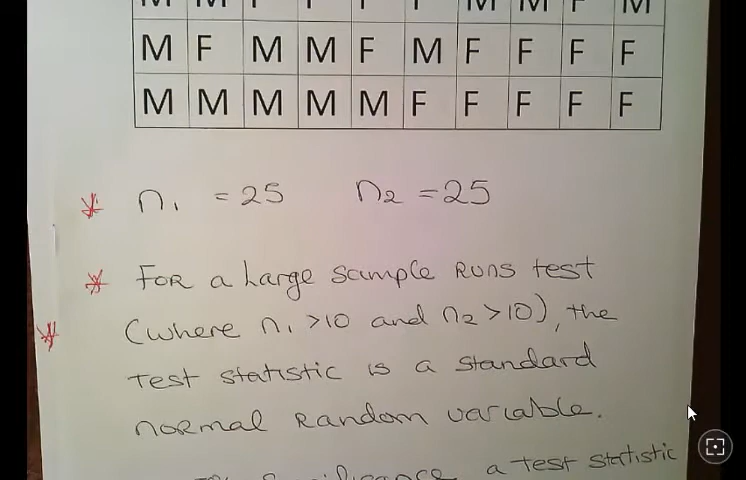 M F M M F M F F F F
M M M M M F F F F F
n1 = 25 n2 = 25
FOR a Large sample RUNS test
(where n1 >10 and n2 >10), the
test statistic is a standard
normal Random variable.
a test statistic